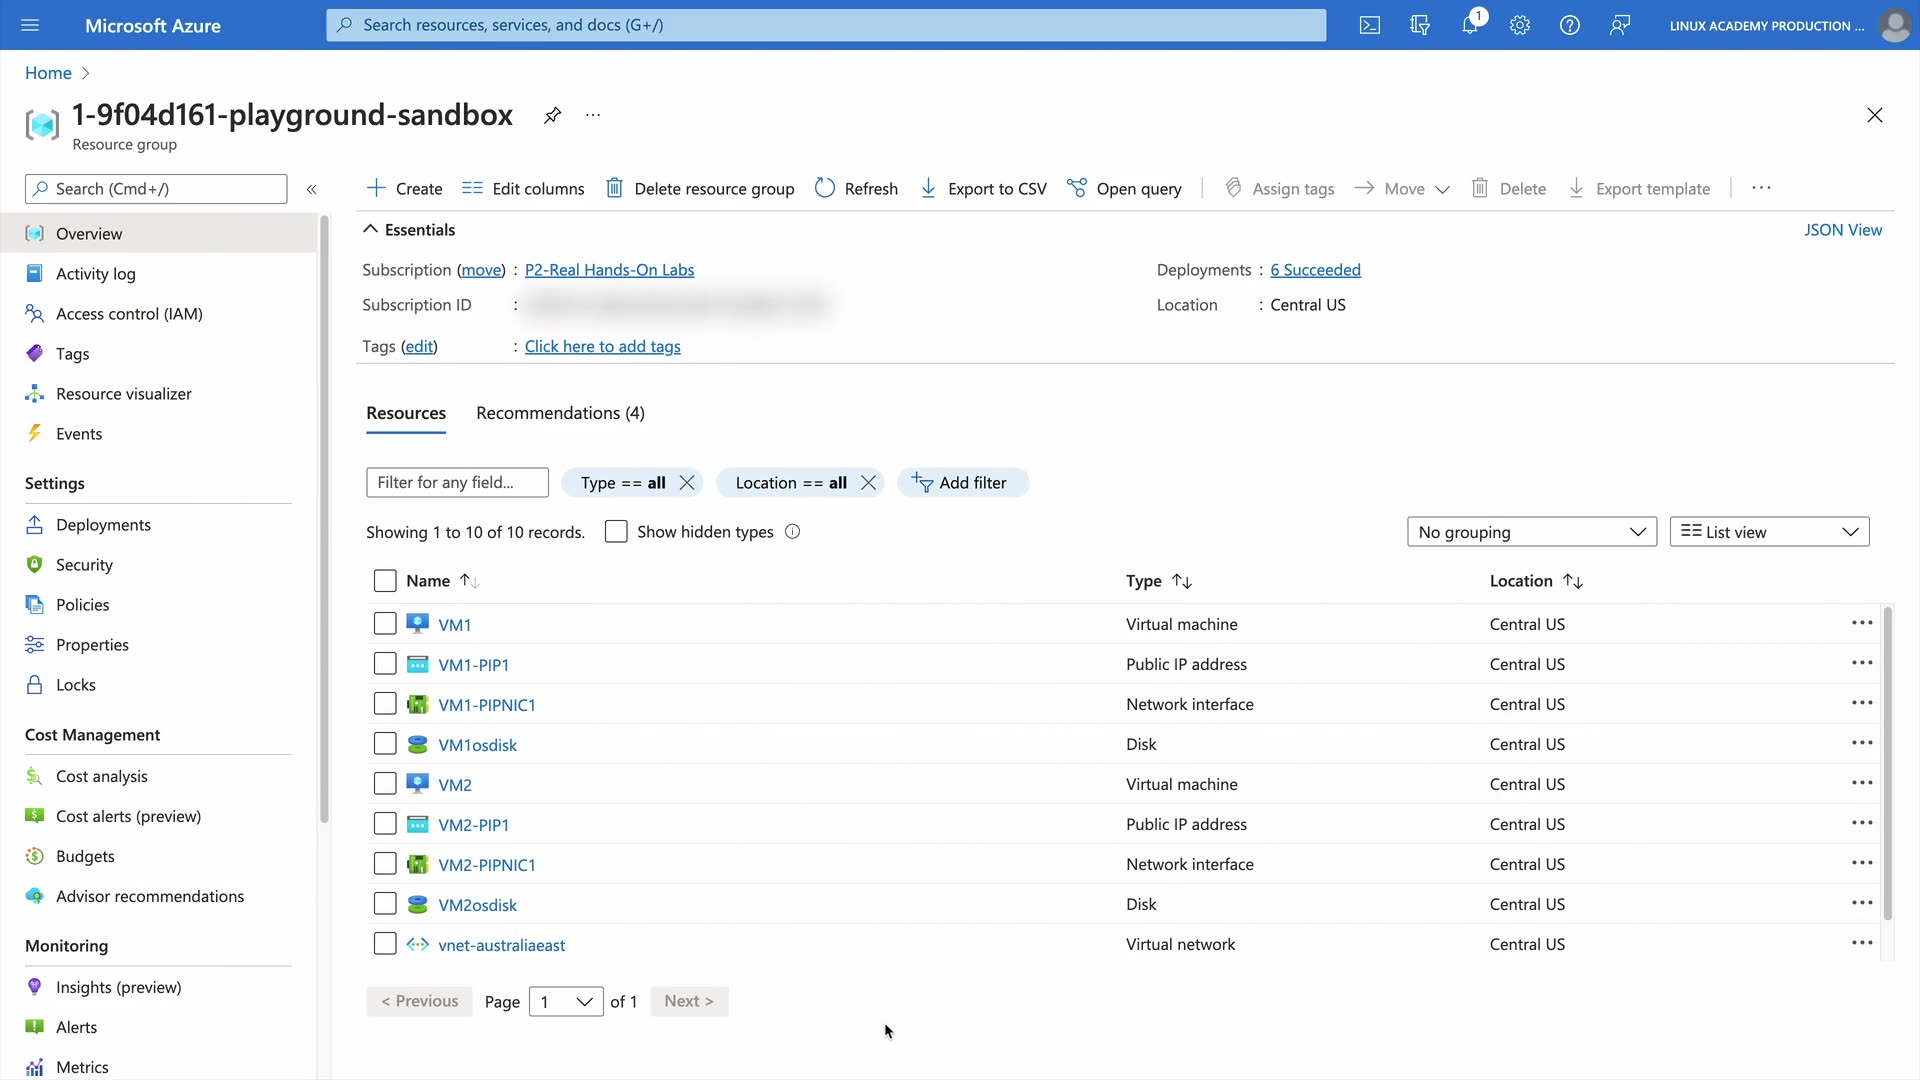 Microsoft Azure
Search resources, services, and docs (G+/)
1
LINUX ACADEMY PRODUCTION ...
Home
1-9f04d161-playground-sandbox
...
Resource group
Search (Cmd+/)
«
Create
Edit columns
Delete resource group
Refresh
Export to CSV
Open query
Assign tags
Move
Delete
Export template
...
Overview
Activity log
Access control (IAM)
Tags
Resource visualizer
Events
Settings
Deployments
Security
Policies
Properties
Locks
Cost Management
Cost analysis
Cost alerts (preview)
Budgets
Advisor recommendations
Monitoring
Insights (preview)
Alerts
Metrics
Essentials
JSON View
Subscription (move) : P2-Real Hands-On Labs
Deployments : 6 Succeeded
Subscription ID :
Location : Central US
Tags (edit) : Click here to add tags
Resources
Recommendations (4)
Filter for any field...
Type == all
Location == all
Add filter
Showing 1 to 10 of 10 records.
Show hidden types
No grouping
List view
Name Type Location
VM1 Virtual machine Central US ...
VM1-PIP1 Public IP address Central US ...
VM1-PIPNIC1 Network interface Central US ...
VM1osdisk Disk Central US ...
VM2 Virtual machine Central US ...
VM2-PIP1 Public IP address Central US ...
VM2-PIPNIC1 Network interface Central US ...
VM2osdisk Disk Central US ...
vnet-australiaeast Virtual network Central US ...
< Previous Page 1 of 1 Next >